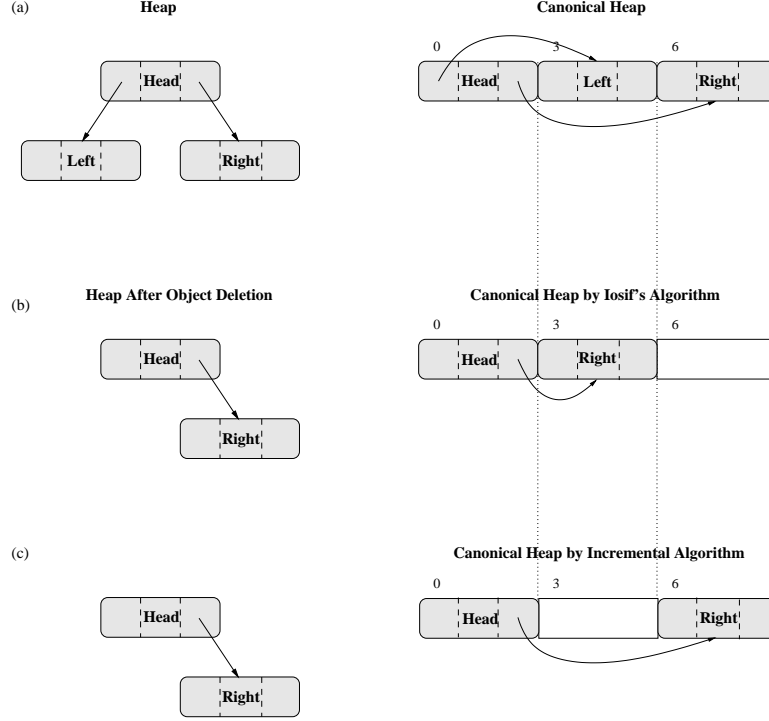 (a)
Heap
Canonical Heap
0 3 6
Head
Left
Right
Head Left Right
(b)
Heap After Object Deletion
Canonical Heap by Iosif's Algorithm
0 3 6
Head
Right
Head Right
(c)
Canonical Heap by Incremental Algorithm
0 3 6
Head
Right
Head Right